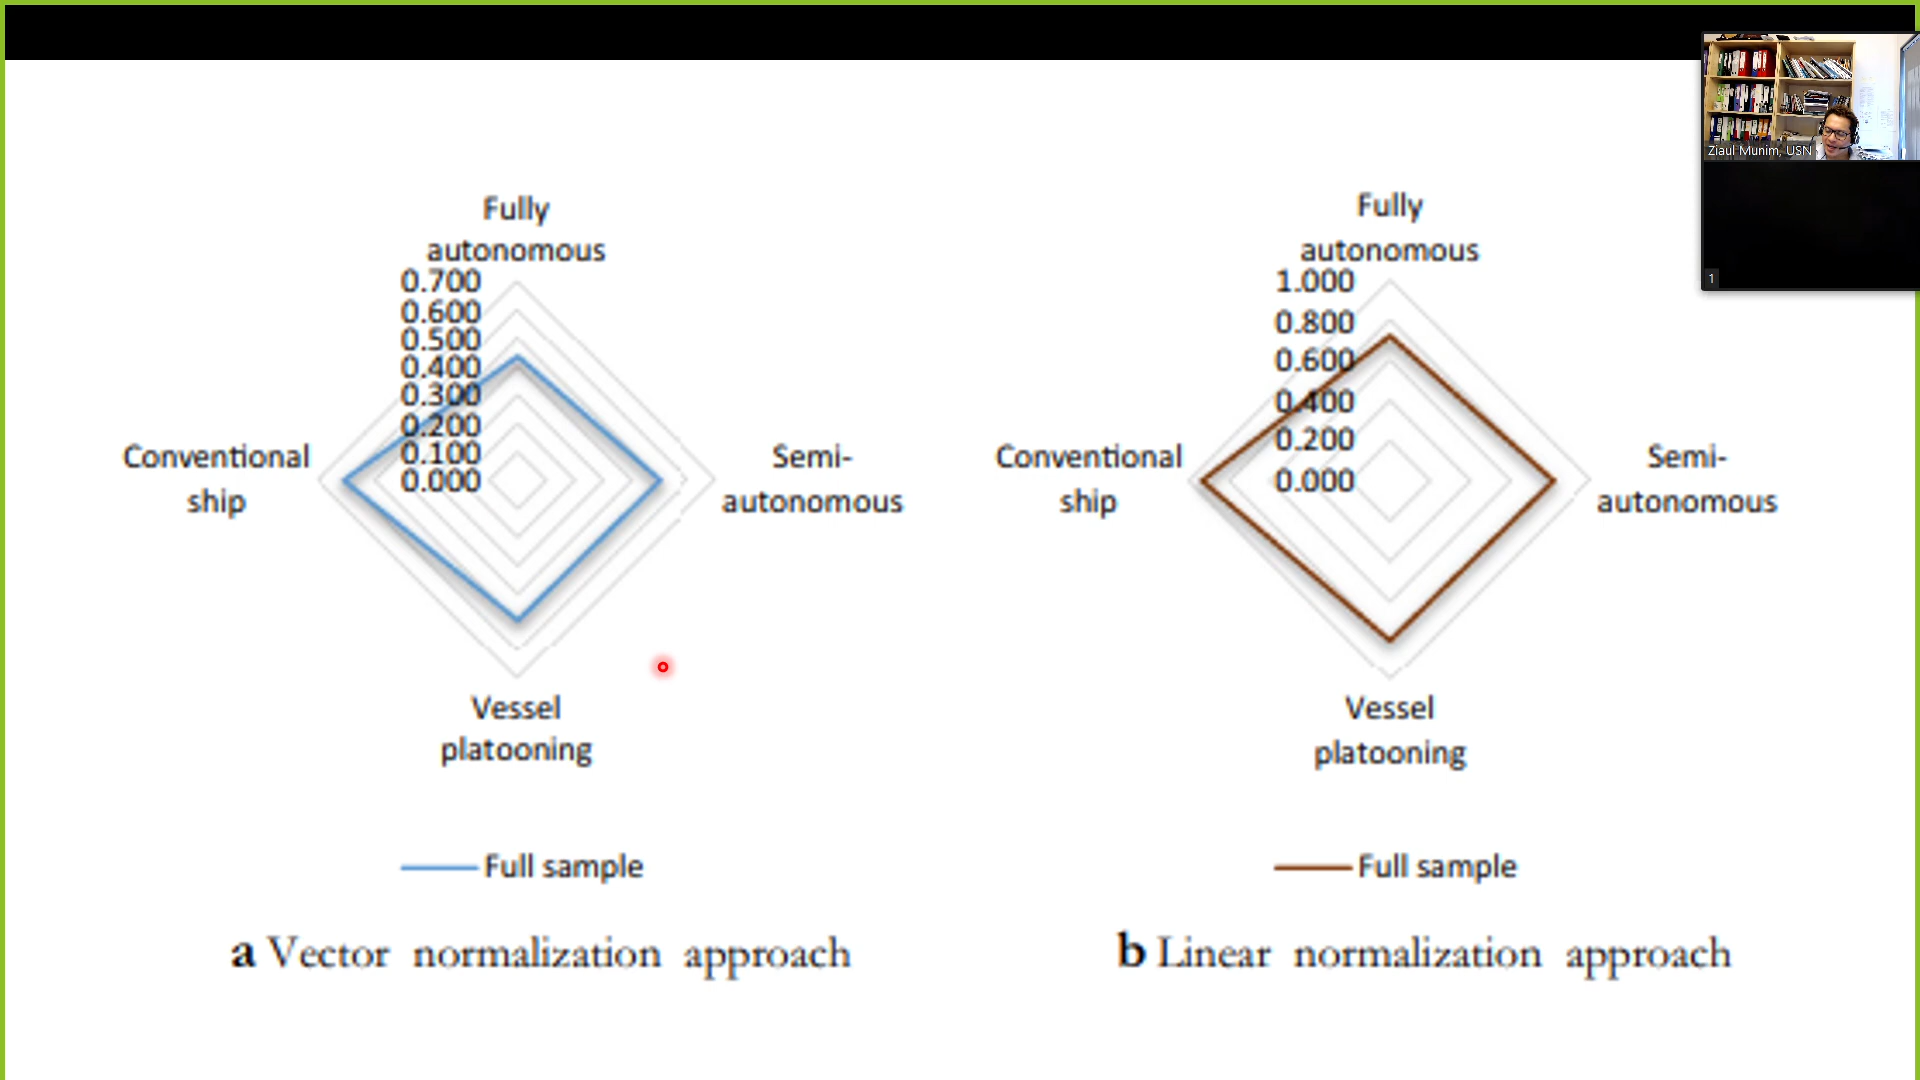 Ziaul Munim, USN
1
Fully
autonomous
0.700
0.600
0.500
0.400
0.300
0.200
0.100
0.000
Conventional
ship
Semi-
autonomous
Vessel
platooning
Full sample
a Vector normalization approach
Fully
autonomous
1.000
0.800
0.600
0.400
0.200
0.000
Conventional
ship
Semi-
autonomous
Vessel
platooning
Full sample
b Linear normalization approach